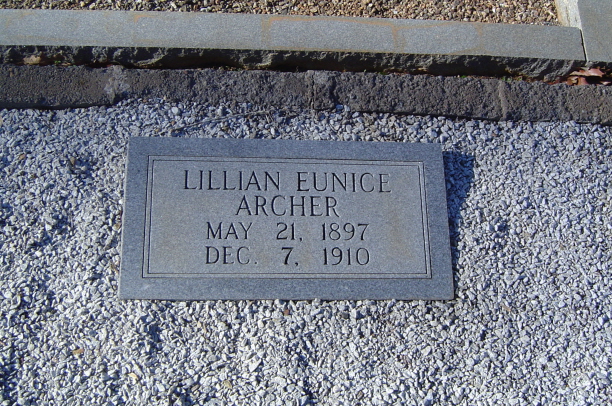 LILLIAN EUNICE
ARCHER
MAY 21, 1897
DEC. 7, 1910